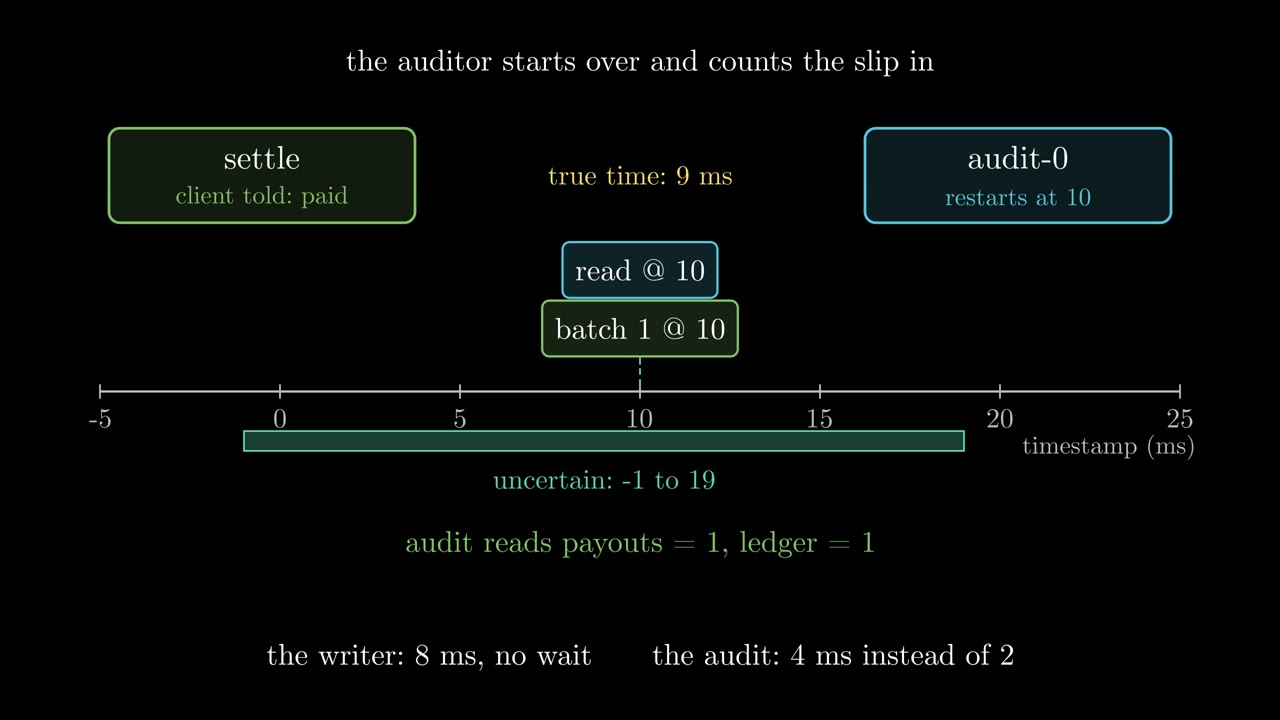 the auditor starts over and counts the slip in
settle
client told: paid
true time: 9 ms
audit-0
restarts at 10
read @ 10
batch 1 @ 10
-5 0 5 10 15 20 25
timestamp (ms)
uncertain: -1 to 19
audit reads payouts = 1, ledger = 1
the writer: 8 ms, no wait
the audit: 4 ms instead of 2